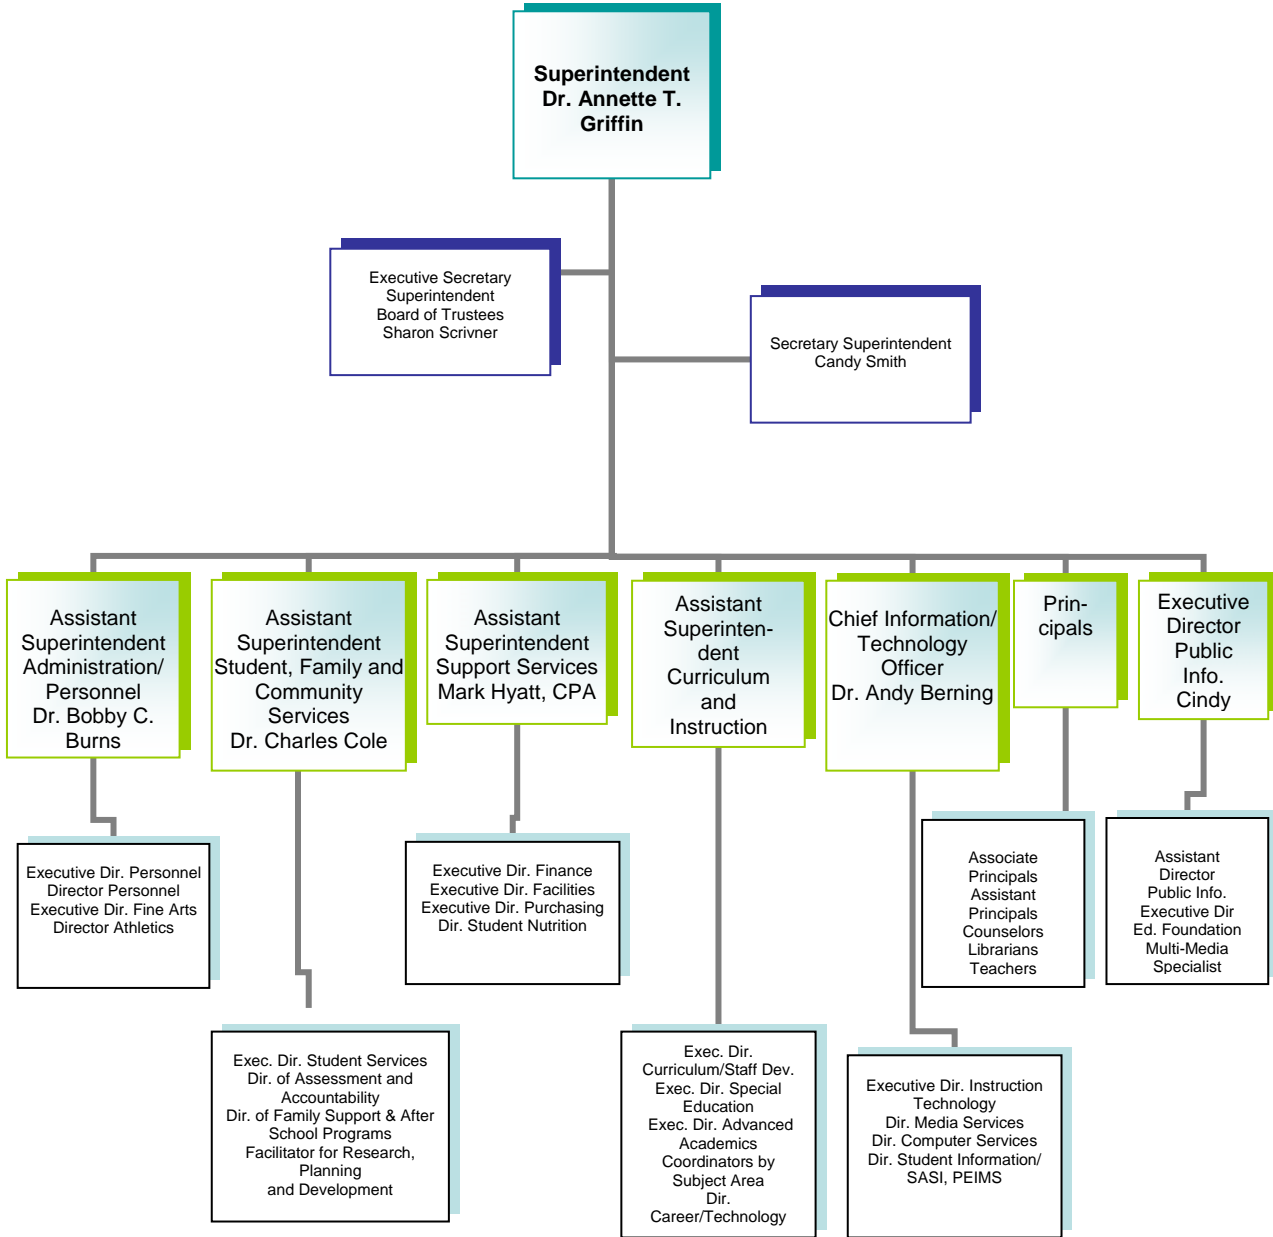 Superintendent
Dr. Annette T.
Griffin
Executive Secretary
Superintendent
Board of Trustees
Sharon Scrivner
Secretary Superintendent
Candy Smith
Assistant
Superintendent
Administration/
Personnel
Dr. Bobby C.
Burns
Assistant
Superintendent
Student, Family and
Community
Services
Dr. Charles Cole
Assistant
Superintendent
Support Services
Mark Hyatt, CPA
Assistant
Superinten-
dent
Curriculum
and
Instruction
Chief Information/
Technology
Officer
Dr. Andy Berning
Prin-
cipals
Executive
Director
Public
Info.
Cindy
Executive Dir. Personnel
Director Personnel
Executive Dir. Fine Arts
Director Athletics
Exec. Dir. Student Services
Dir. of Assessment and
Accountability
Dir. of Family Support & After
School Programs
Facilitator for Research,
Planning
and Development
Executive Dir. Finance
Executive Dir. Facilities
Executive Dir. Purchasing
Dir. Student Nutrition
Exec. Dir.
Curriculum/Staff Dev.
Exec. Dir. Special
Education
Exec. Dir. Advanced
Academics
Coordinators by
Subject Area
Dir.
Career/Technology
Executive Dir. Instruction
Technology
Dir. Media Services
Dir. Computer Services
Dir. Student Information/
SASI, PEIMS
Associate
Principals
Assistant
Principals
Counselors
Librarians
Teachers
Assistant
Director
Public Info.
Executive Dir
Ed. Foundation
Multi-Media
Specialist